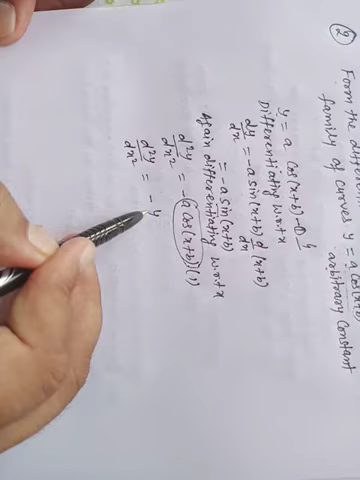 Q2
Form the differen
family of curves y = a cos(x+b)
arbitrary constant
y = a cos(x+b) -①
Differentiating w.r.t x
dy/dx = -a sin(x+b) d/dx (x+b)
= -a sin(x+b)
Again differentiating w.r.t x
d²y/dx² = -a cos(x+b)(1)
d²y/dx² = -y